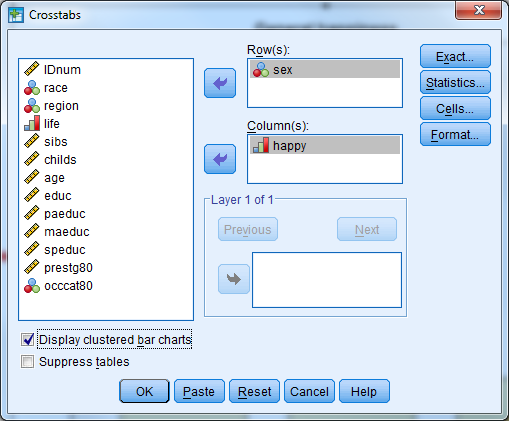 Crosstabs
IDnum
race
region
life
sibs
childs
age
educ
paeduc
maeduc
speduc
prestg80
occcat80
Row(s):
sex
Column(s):
happy
Layer 1 of 1
Previous
Next
Exact...
Statistics...
Cells...
Format...
Display clustered bar charts
Suppress tables
OK
Paste
Reset
Cancel
Help